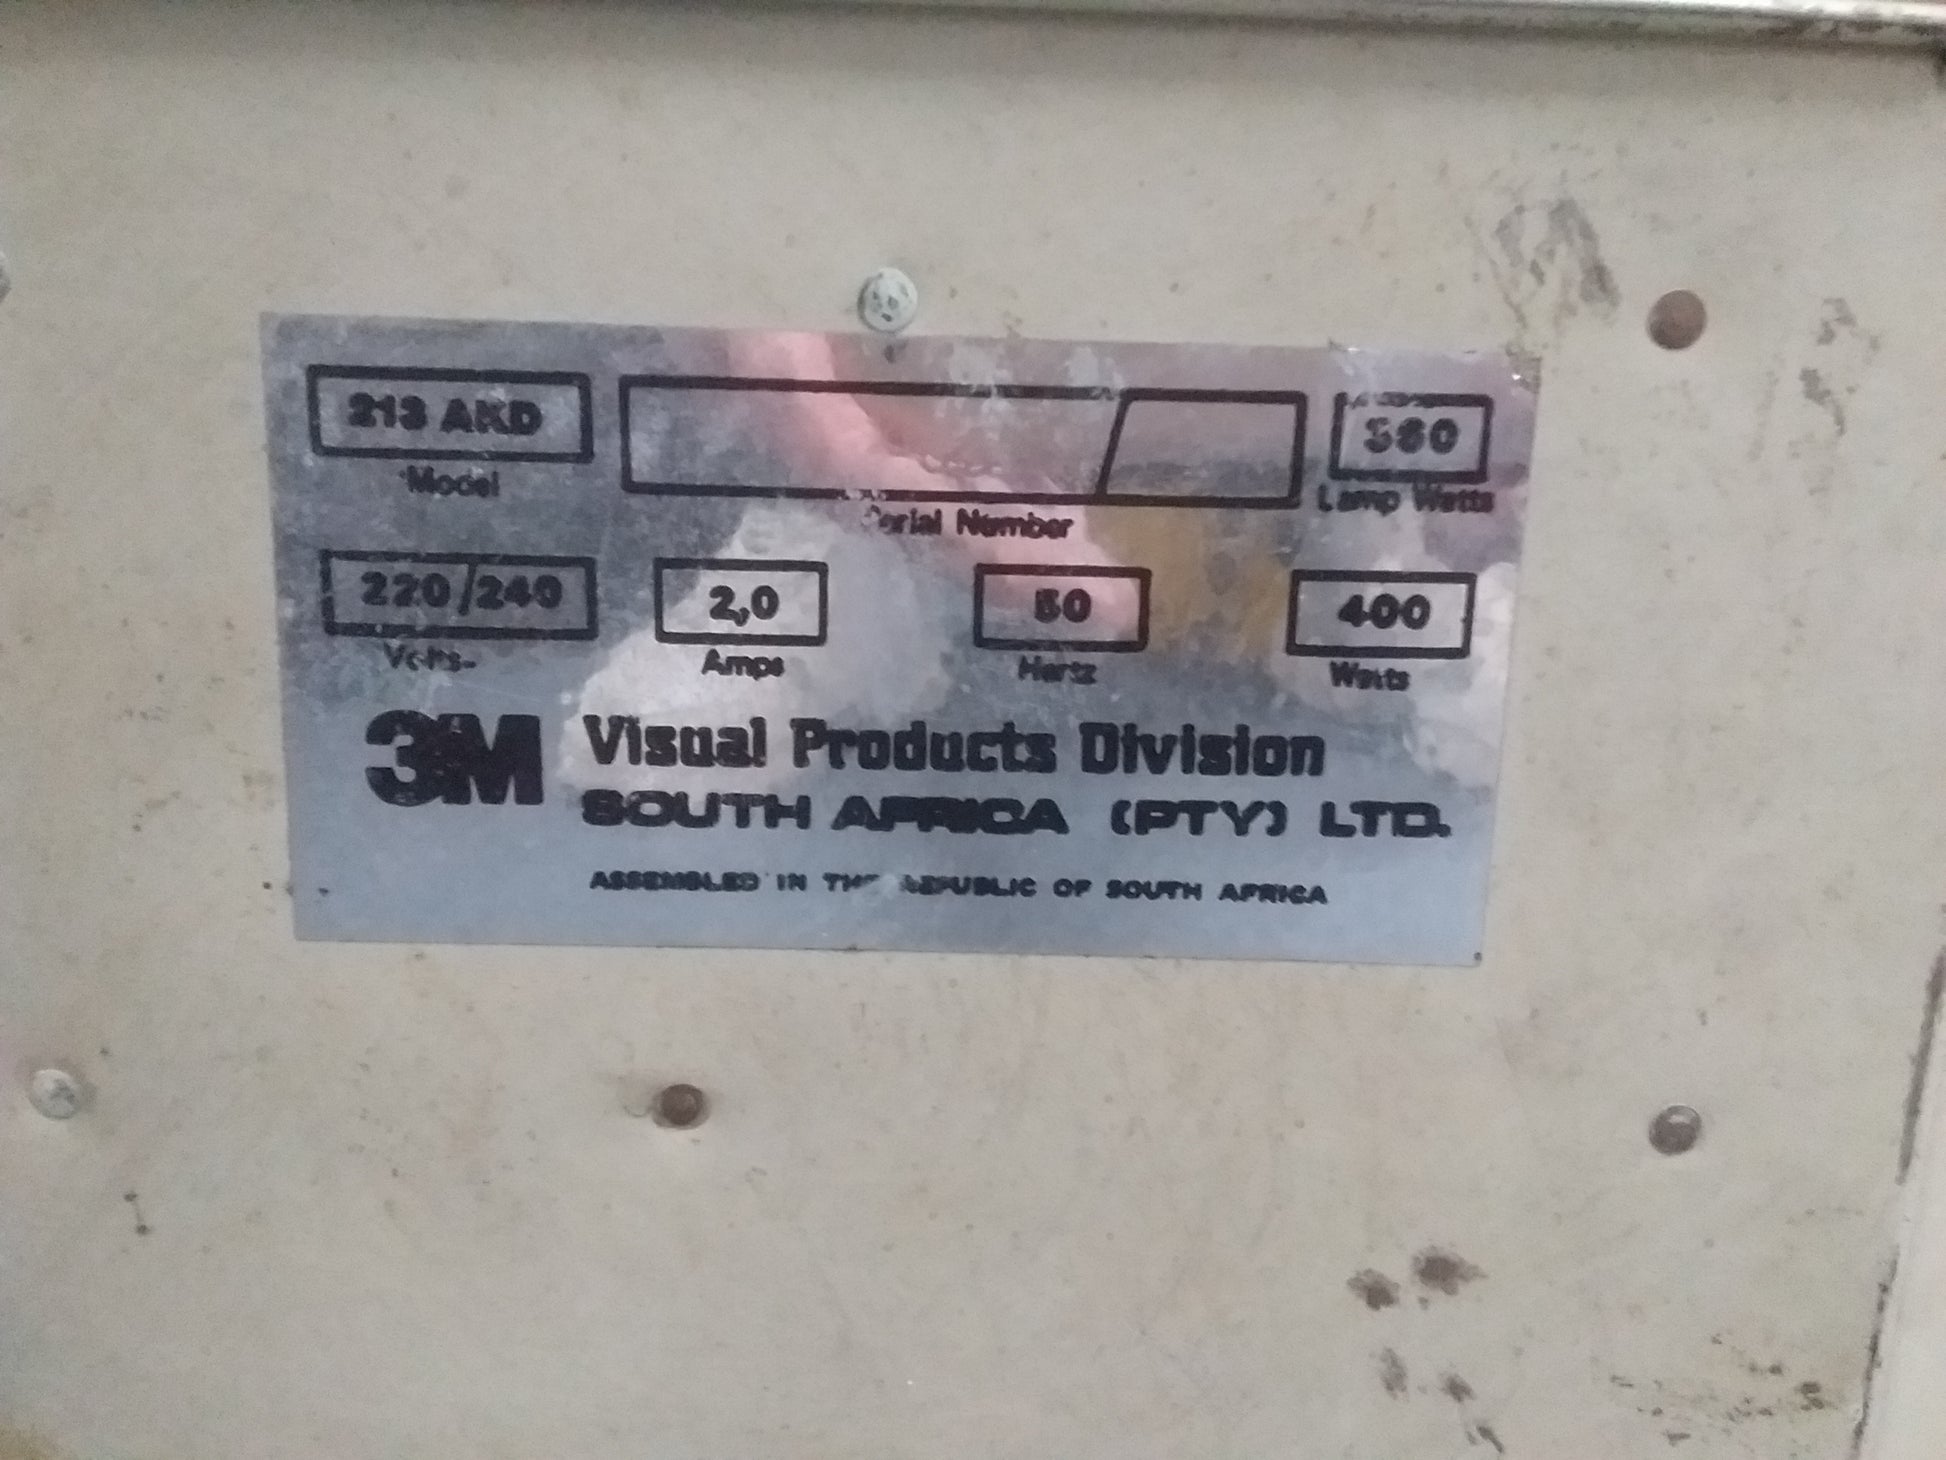 213 AKD 360
Model Serial Number Lamp Watts
220/240 2,0 50 400
Volts Amps Hertz Watts
3M Visual Products Division
SOUTH AFRICA (PTY) LTD.
ASSEMBLED IN THE REPUBLIC OF SOUTH AFRICA